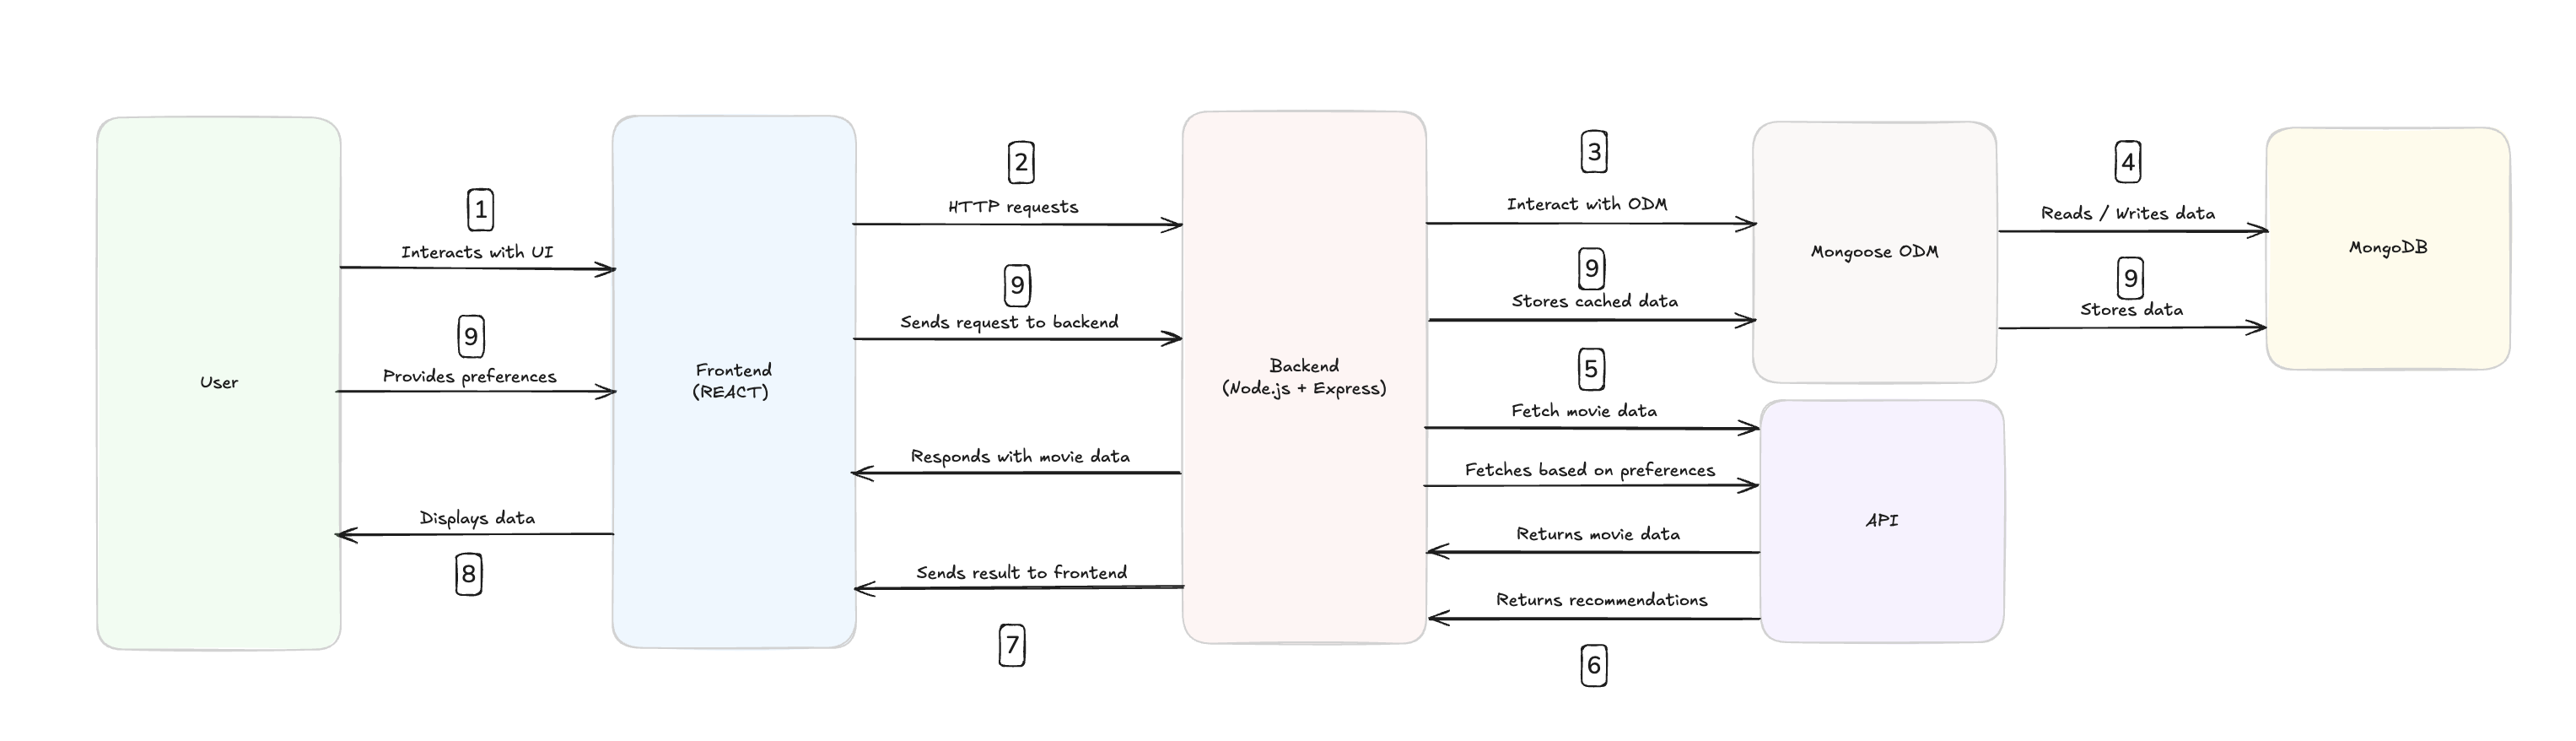 User
1
Interacts with UI
9
Provides preferences
Displays data
8
Frontend
(REACT)
2
HTTP requests
9
Sends request to backend
Responds with movie data
Sends result to frontend
7
Backend
(Node.js + Express)
3
Interact with ODM
9
Stores cached data
5
Fetch movie data
Fetches based on preferences
Returns movie data
Returns recommendations
6
Mongoose ODM
API
4
Reads / Writes data
9
Stores data
MongoDB